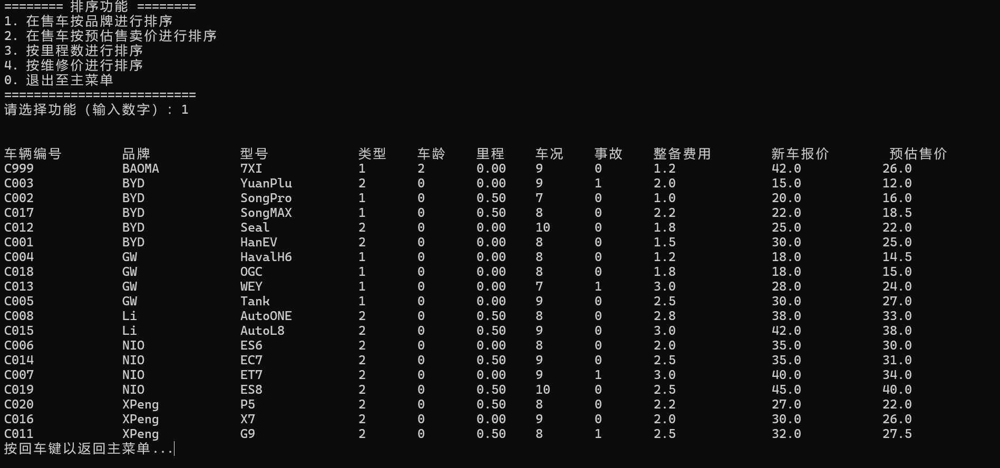 ======== 排序功能 ========
1. 在售车按品牌进行排序
2. 在售车按预估售卖价进行排序
3. 按里程数进行排序
4. 按维修价进行排序
0. 退出至主菜单
==========================
请选择功能（输入数字）: 1
车辆编号 品牌 型号 类型 车龄 里程 车况 事故 整备费用 新车报价 预估售价
C999 BAOMA 7XI 1 2 0.00 9 0 1.2 42.0 26.0
C003 BYD YuanPlu 2 0 0.00 9 1 2.0 15.0 12.0
C002 BYD SongPro 1 0 0.50 7 0 1.0 20.0 16.0
C017 BYD SongMAX 1 0 0.50 8 0 2.2 22.0 18.5
C012 BYD Seal 2 0 0.00 10 0 1.8 25.0 22.0
C001 BYD HanEV 2 0 0.00 8 0 1.5 30.0 25.0
C004 GW HavalH6 1 0 0.00 8 0 1.2 18.0 14.5
C018 GW OGC 1 0 0.00 8 0 1.8 18.0 15.0
C013 GW WEY 1 0 0.00 7 1 3.0 28.0 24.0
C005 GW Tank 1 0 0.00 9 0 2.5 30.0 27.0
C008 Li AutoONE 2 0 0.50 8 0 2.8 38.0 33.0
C015 Li AutoL8 2 0 0.50 9 0 3.0 42.0 38.0
C006 NIO ES6 2 0 0.00 8 0 2.0 35.0 30.0
C014 NIO EC7 2 0 0.50 9 0 2.5 35.0 31.0
C007 NIO ET7 2 0 0.00 9 1 3.0 40.0 34.0
C019 NIO ES8 2 0 0.50 10 0 2.5 45.0 40.0
C020 XPeng P5 2 0 0.50 8 0 2.2 27.0 22.0
C016 XPeng X7 2 0 0.00 9 0 2.0 30.0 26.0
C011 XPeng G9 2 0 0.50 8 1 2.5 32.0 27.5
按回车键以返回主菜单...